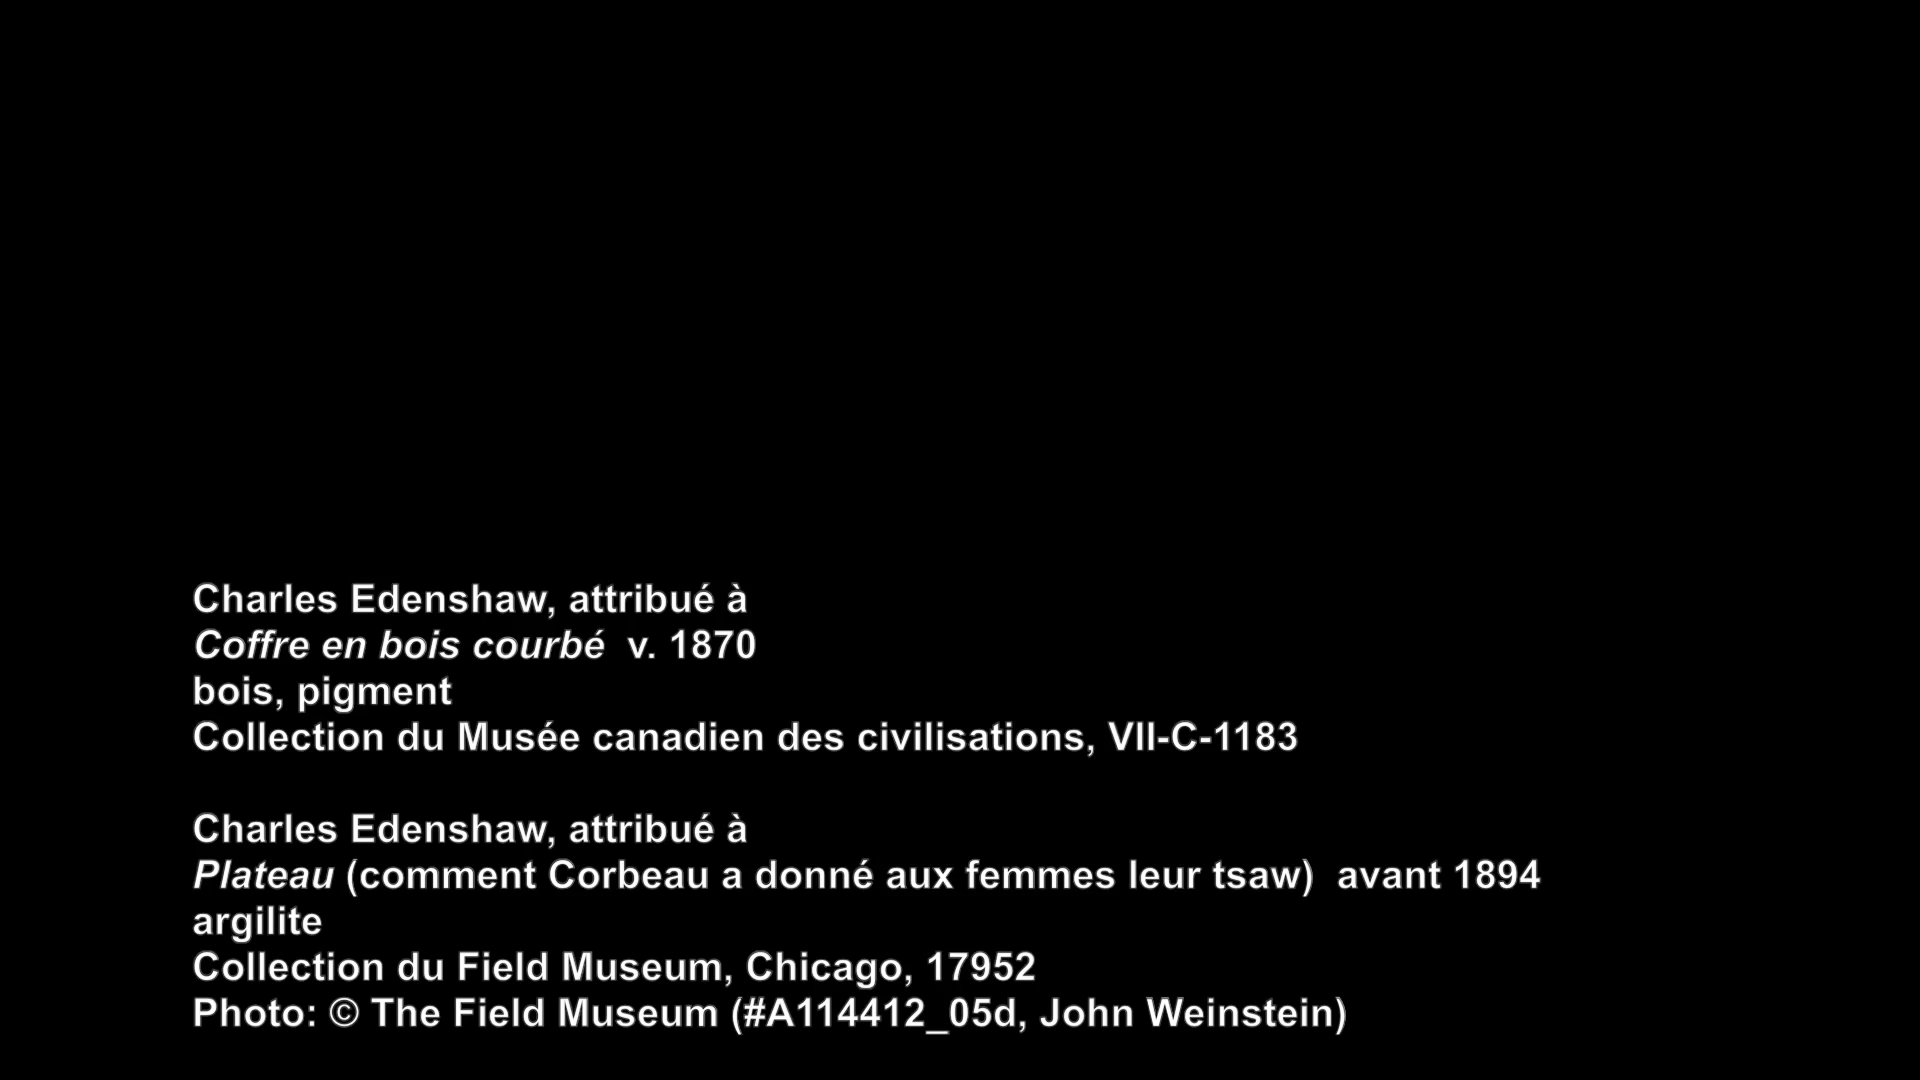 Charles Edenshaw, attribué à
Coffre en bois courbé  v. 1870
bois, pigment
Collection du Musée canadien des civilisations, VII-C-1183
Charles Edenshaw, attribué à
Plateau (comment Corbeau a donné aux femmes leur tsaw)  avant 1894
argilite
Collection du Field Museum, Chicago, 17952
Photo: © The Field Museum (#A114412_05d, John Weinstein)